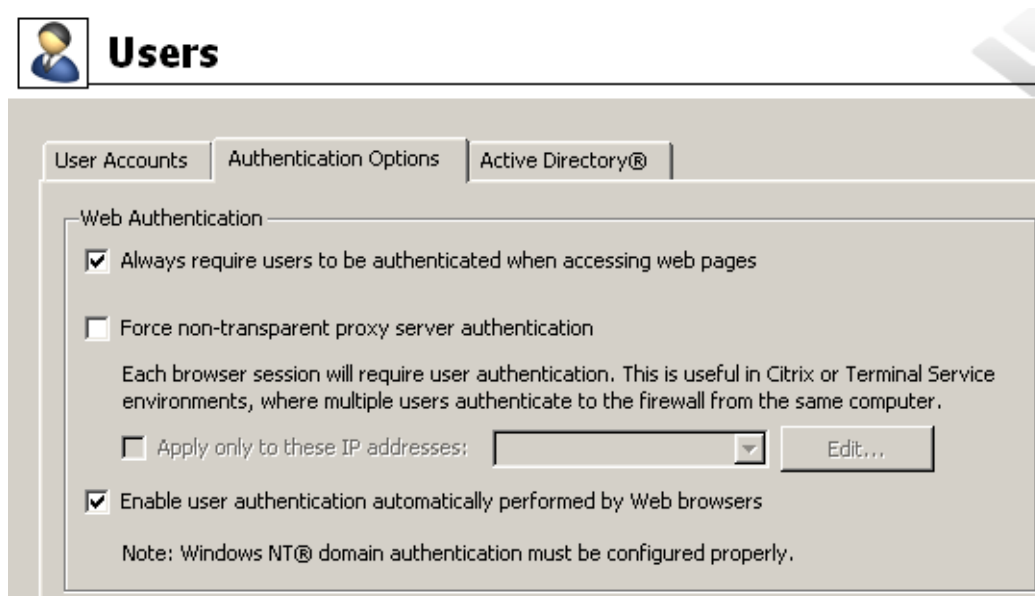 Users
User Accounts
Authentication Options
Active Directory®
Web Authentication
Always require users to be authenticated when accessing web pages
Force non-transparent proxy server authentication
Each browser session will require user authentication. This is useful in Citrix or Terminal Service
environments, where multiple users authenticate to the firewall from the same computer.
Apply only to these IP addresses:
Edit...
Enable user authentication automatically performed by Web browsers
Note: Windows NT® domain authentication must be configured properly.